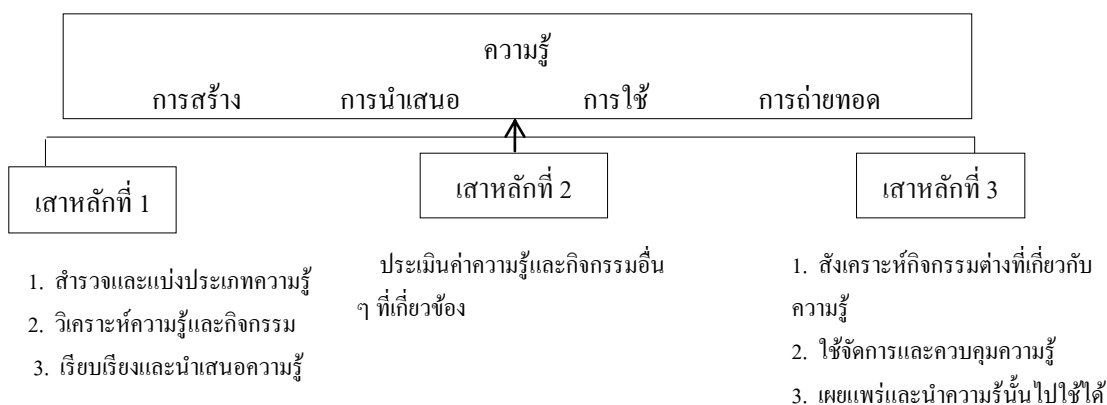 ความรู้
การสร้าง การนำเสนอ การใช้ การถ่ายทอด
เสาหลักที่ 1
เสาหลักที่ 2
เสาหลักที่ 3
1. สำรวจและแบ่งประเภทความรู้
2. วิเคราะห์ความรู้และกิจกรรม
3. เรียบเรียงและนำเสนอความรู้
ประเมินค่าความรู้และกิจกรรมอื่น
ๆ ที่เกี่ยวข้อง
1. สังเคราะห์กิจกรรมต่างที่เกี่ยวกับ
ความรู้
2. ใช้จัดการและควบคุมความรู้
3. เผยแพร่และนำความรู้นั้นไปใช้ได้